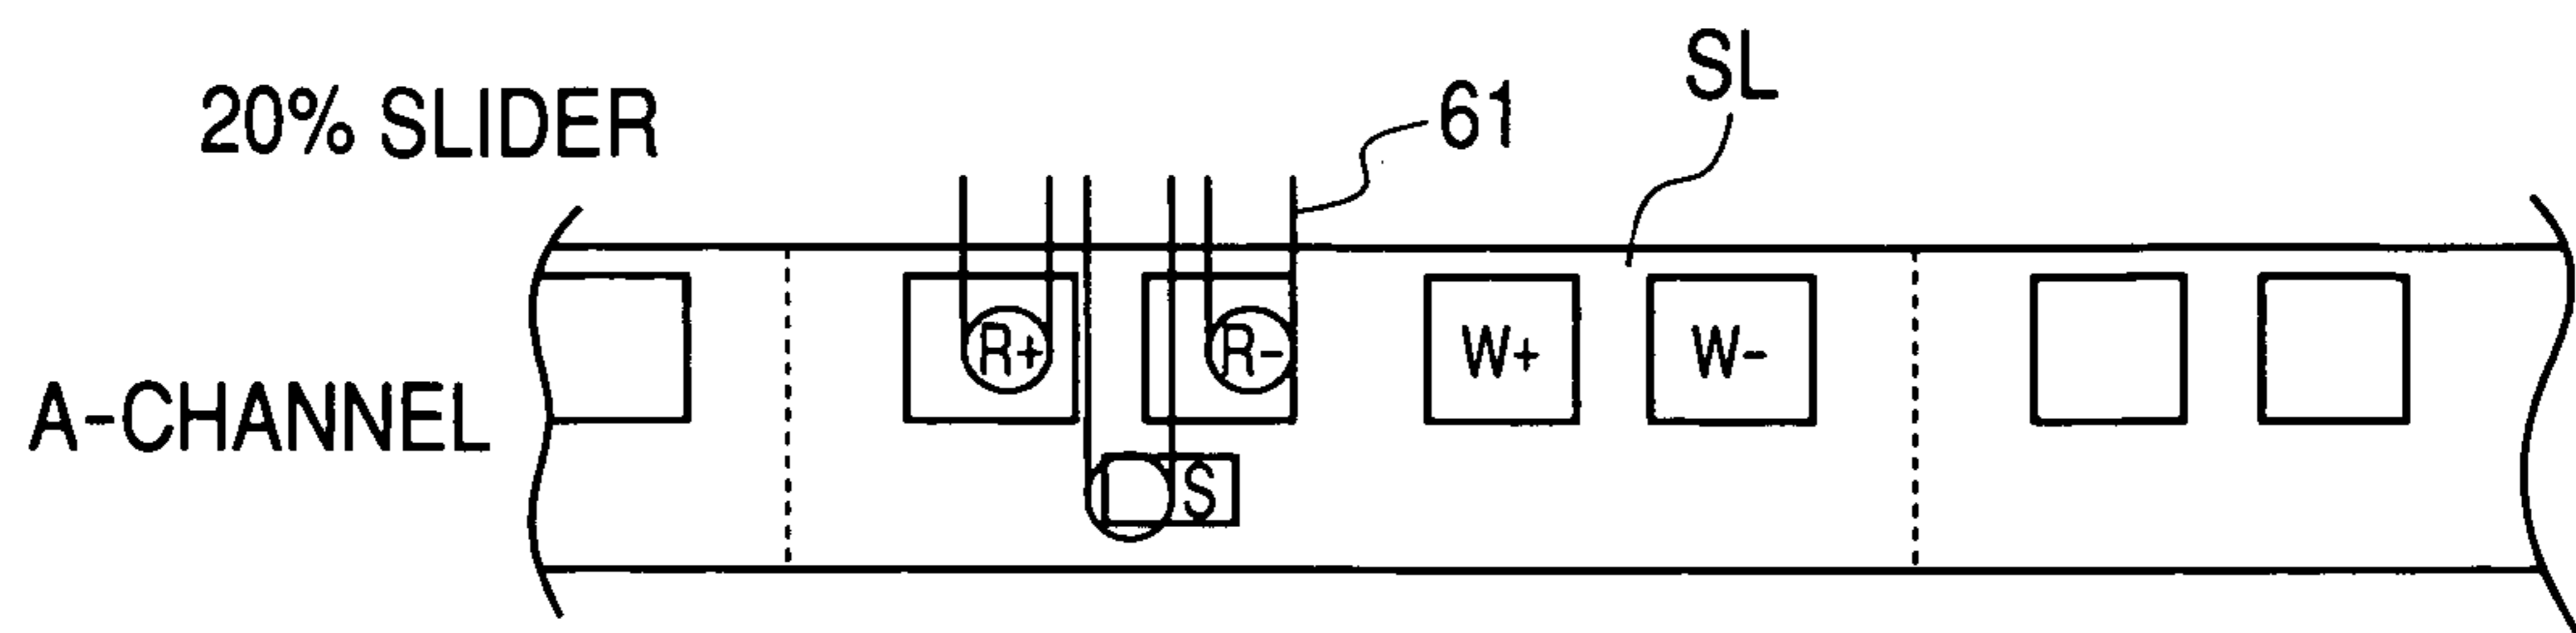 20% SLIDER
61
SL
A-CHANNEL
R+
R-
W+
W-
S